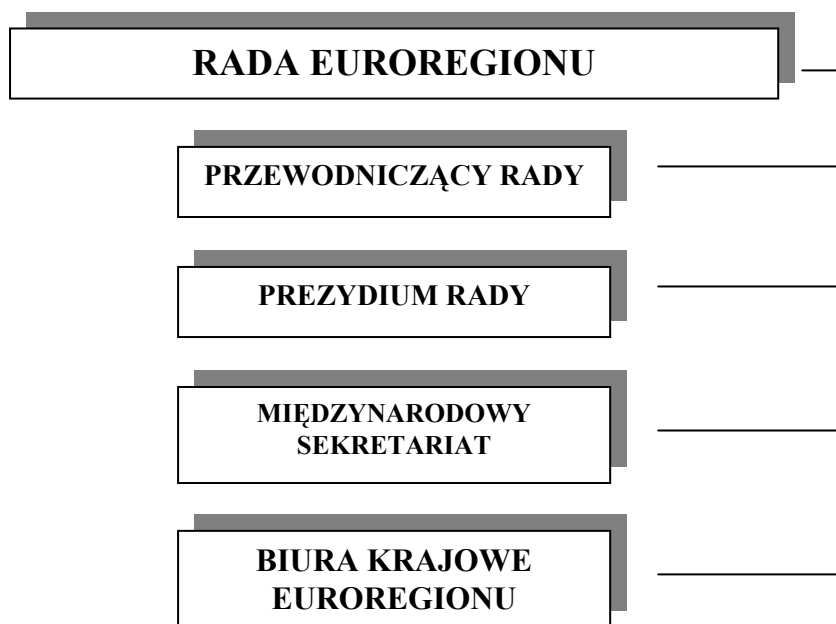 RADA EUROREGIONU
PRZEWODNICZĄCY RADY
PREZYDIUM RADY
MIĘDZYNARODOWY
SEKRETARIAT
BIURA KRAJOWE
EUROREGIONU